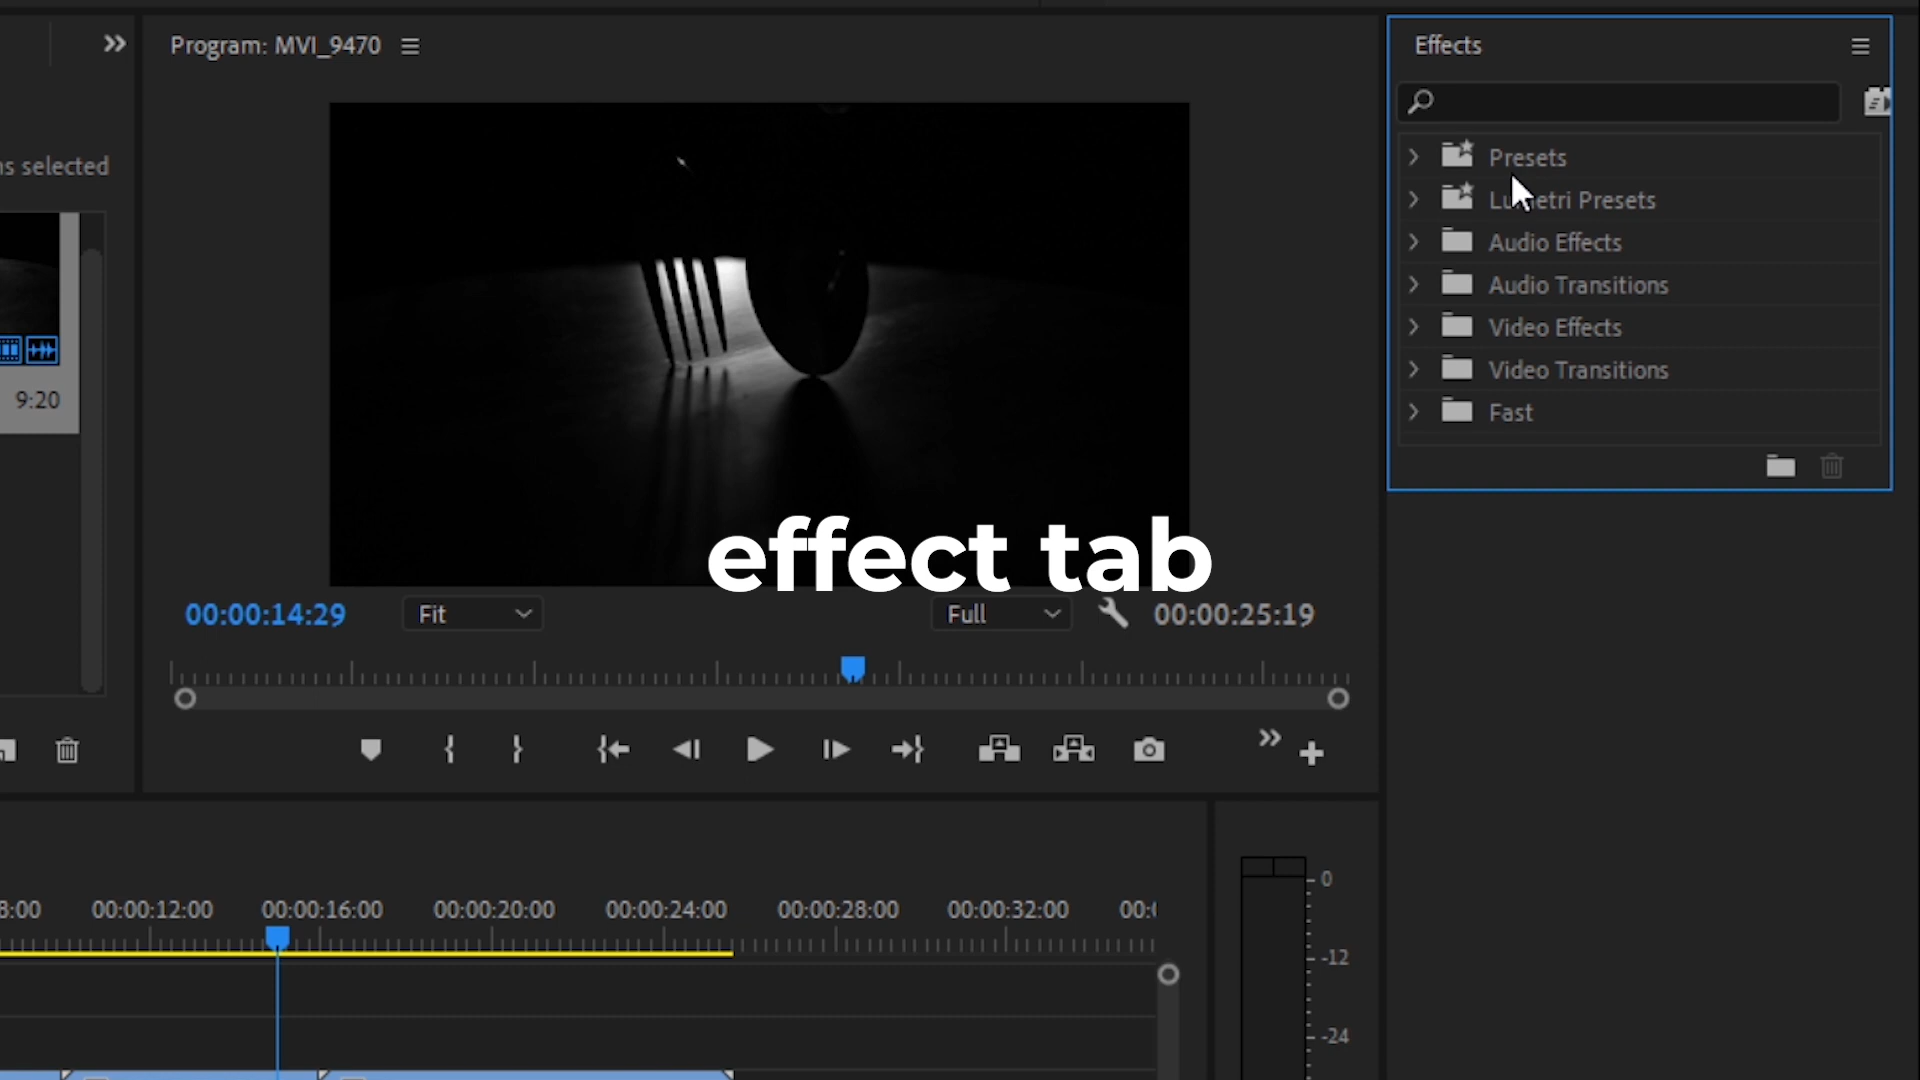 Program: MVI_9470
Effects
ns selected
Presets
Lumetri Presets
Audio Effects
Audio Transitions
Video Effects
Video Transitions
Fast
9:20
effect tab
00:00:14:29
Fit
Full
00:00:25:19
8:00
00:00:12:00
00:00:16:00
00:00:20:00
00:00:24:00
00:00:28:00
00:00:32:00
00:
0
-12
-24